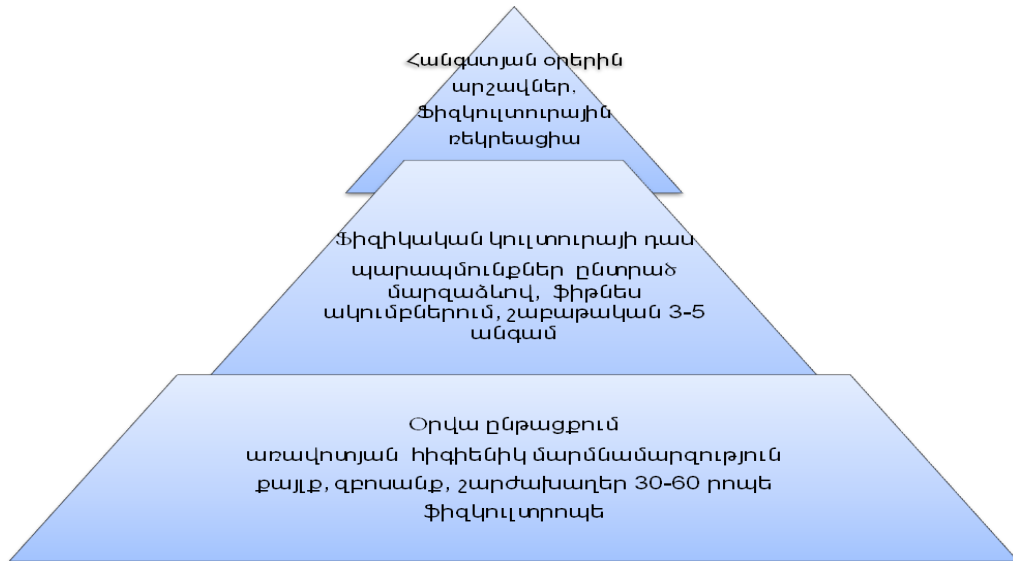 Հանգստյան օրերին
արշավներ,
Ֆիզկուլտուրային
ռեկրեացիա
Ֆիզիկական կուլտուրայի դաս
պարապմունքներ ընտրած
մարզաձևով, ֆիթնես
ակումբներում, շաբաթական 3-5
անգամ
Օրվա ընթացքում
առավոտյան հիգիենիկ մարմնամարզություն
քայլք, զբոսանք, շարժախաղեր 30-60 րոպե
ֆիզկուլտրոպե